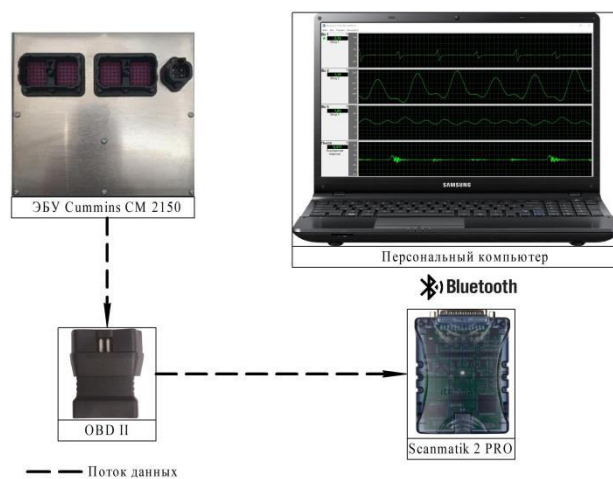 SAMSUNG
ЭБУ Cummins CM 2150
Персональный компьютер
Bluetooth
OBD II
Scanmatik 2 PRO
Поток данных